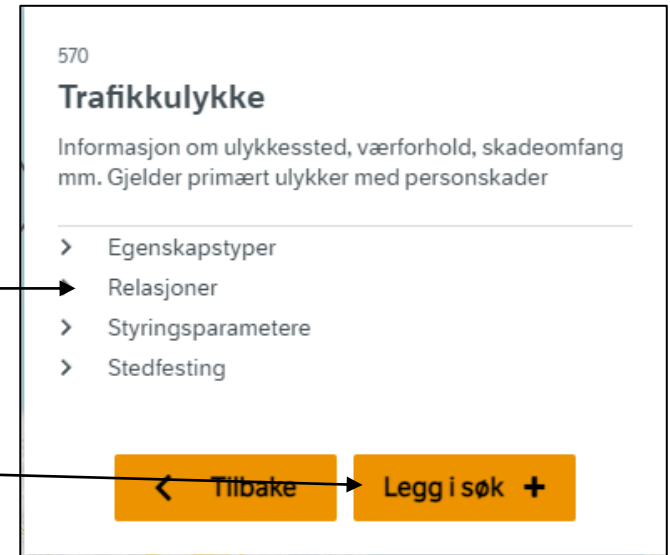 570
Trafikkulykke
Informasjon om ulykkessted, værforhold, skadeomfang
mm. Gjelder primært ulykker med personskader
Egenskapstyper
Relasjoner
Styringsparametere
Stedfesting
Tilbake
Legg i søk +